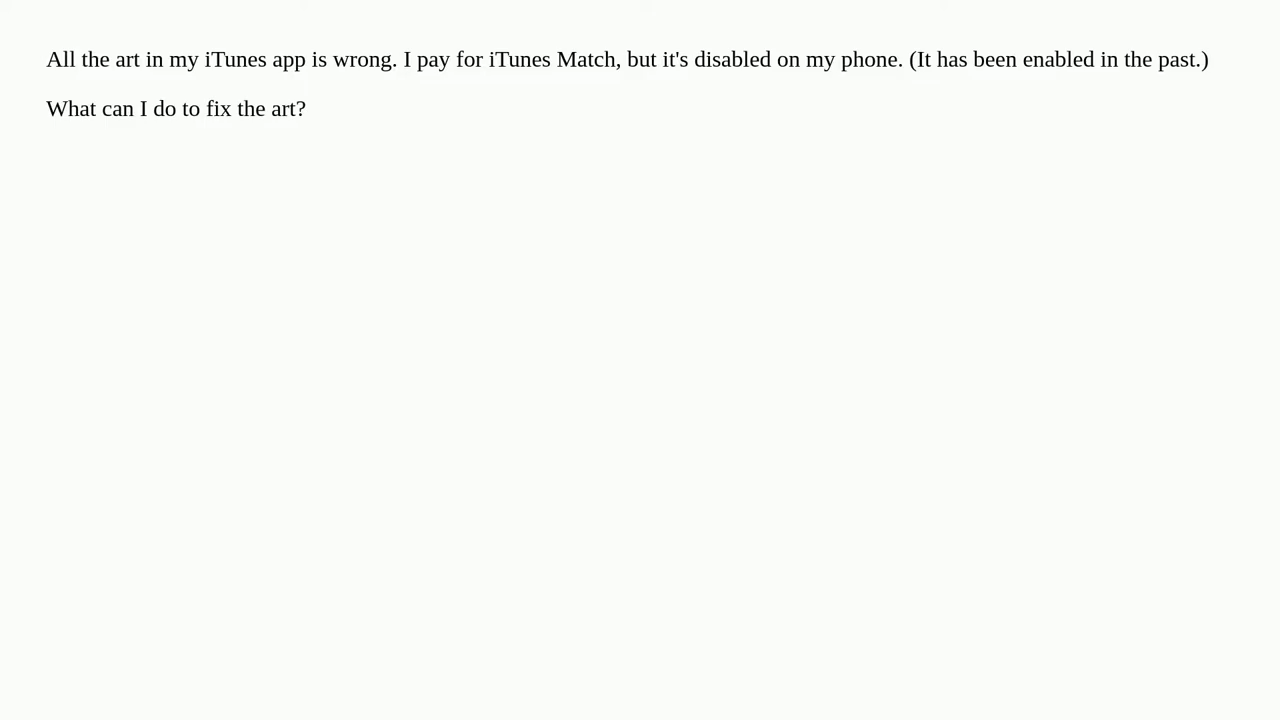 All the art in my iTunes app is wrong. I pay for iTunes Match, but it's disabled on my phone. (It has been enabled in the past.)
What can I do to fix the art?